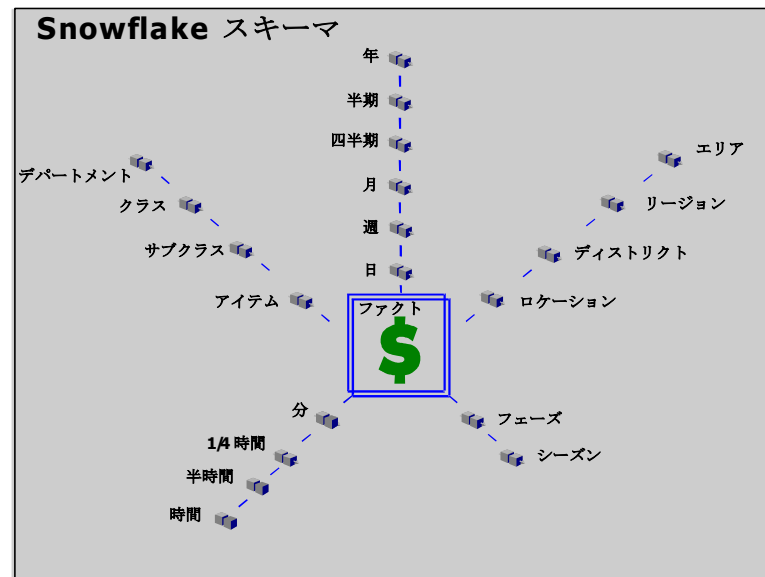 Snowflake スキーマ
年
半期
四半期
月
週
日
デパートメント
クラス
サブクラス
アイテム
エリア
リージョン
ディストリクト
ロケーション
ファクト
$
分
1/4 時間
半時間
時間
フェーズ
シーズン